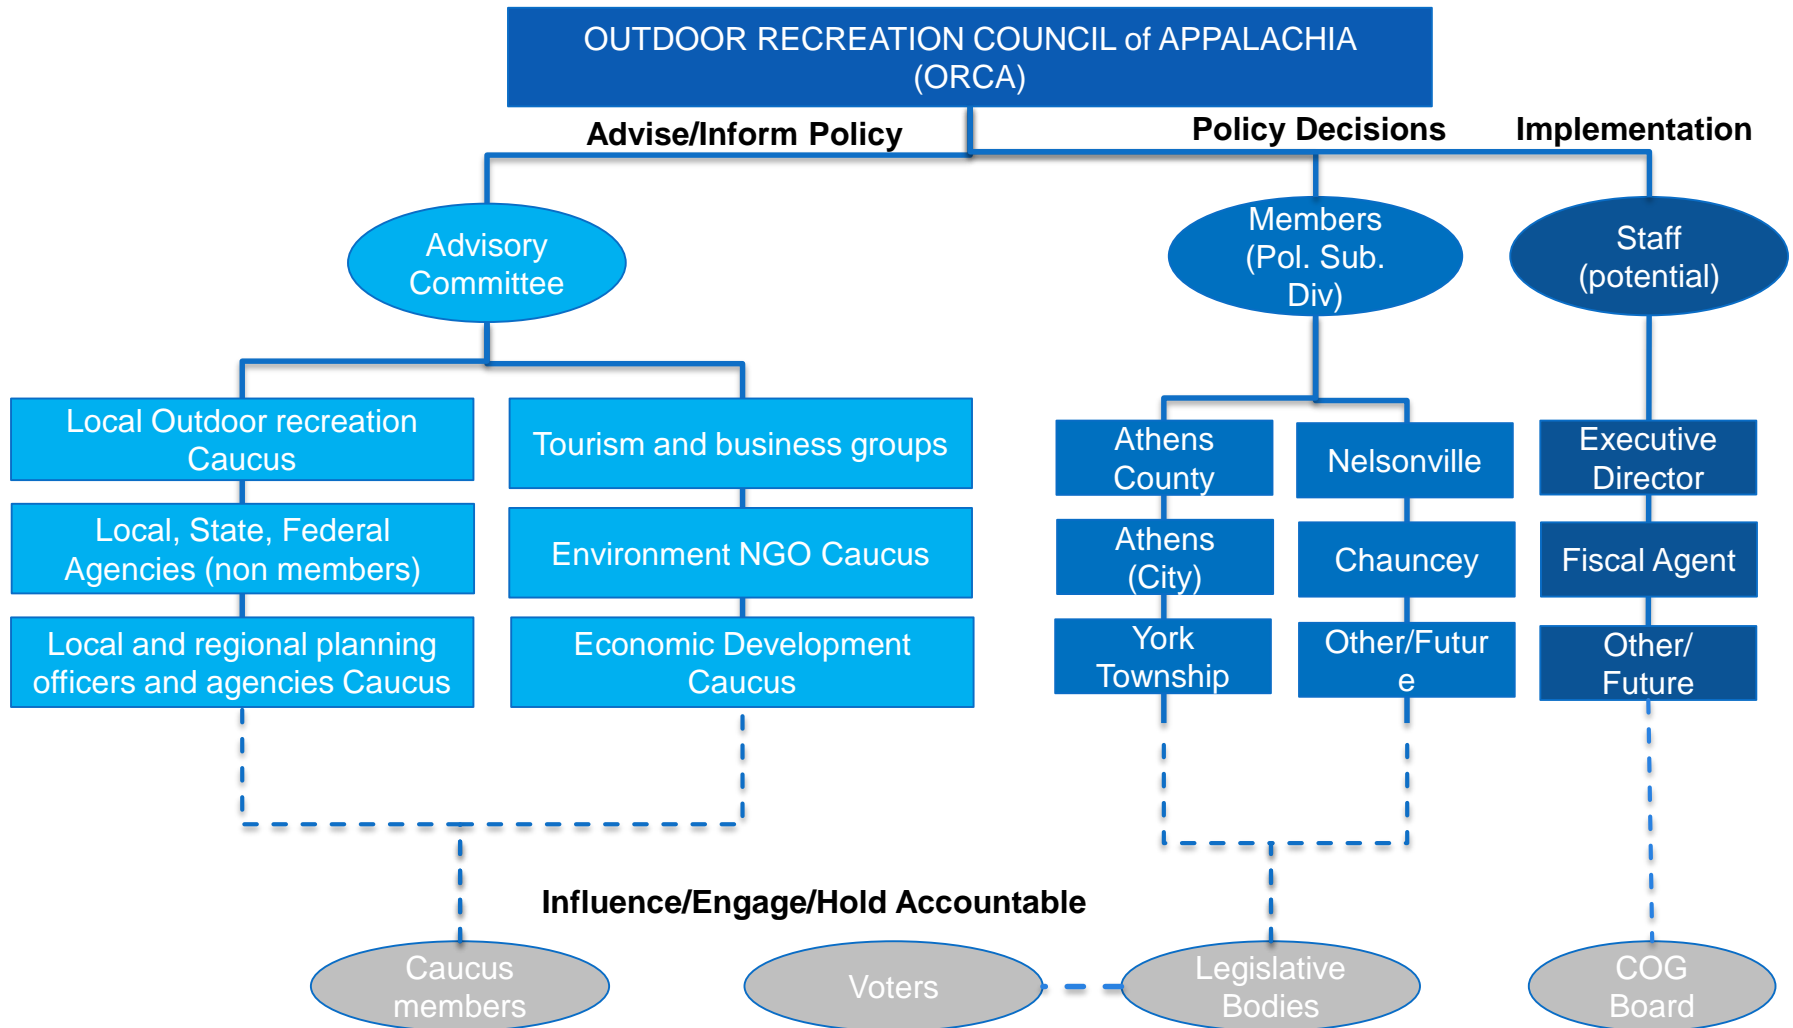 OUTDOOR RECREATION COUNCIL of APPALACHIA
(ORCA)
Advise/Inform Policy
Policy Decisions
Implementation
Advisory
Committee
Members
(Pol. Sub.
Div)
Staff
(potential)
Local Outdoor recreation
Caucus
Tourism and business groups
Athens
County
Nelsonville
Executive
Director
Local, State, Federal
Agencies (non members)
Environment NGO Caucus
Athens
(City)
Chauncey
Fiscal Agent
Local and regional planning
officers and agencies Caucus
Economic Development
Caucus
York
Township
Other/Futur
e
Other/
Future
Influence/Engage/Hold Accountable
Caucus
members
Voters
Legislative
Bodies
COG
Board